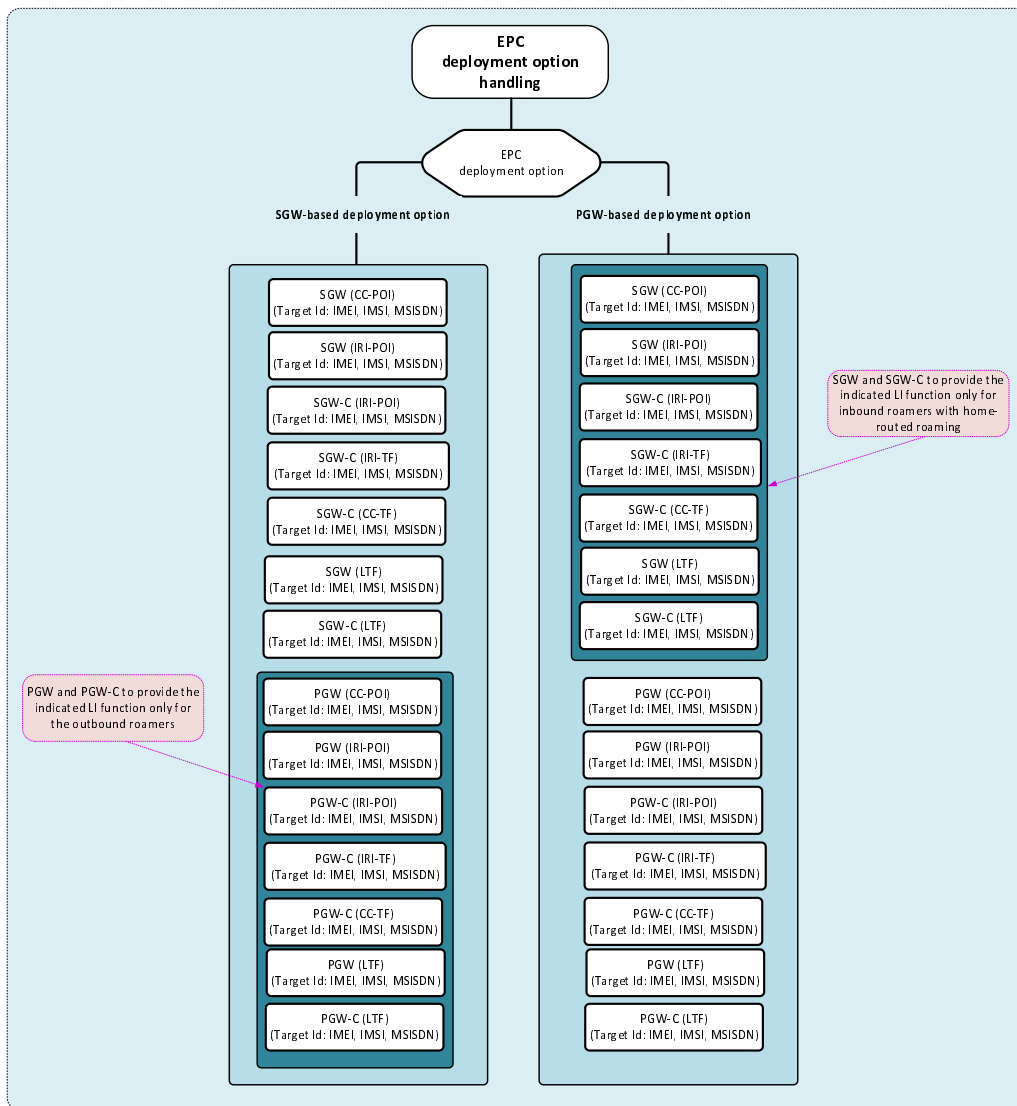 EPC
deployment option
handling
EPC
deployment option
SGW-based deployment option
PGW-based deployment option
SGW (CC-POI)
(Target Id: IMEI, IMSI, MSISDN)
SGW (IRI-POI)
(Target Id: IMEI, IMSI, MSISDN)
SGW-C (IRI-POI)
(Target Id: IMEI, IMSI, MSISDN)
SGW-C (IRI-TF)
(Target Id: IMEI, IMSI, MSISDN)
SGW-C (CC-TF)
(Target Id: IMEI, IMSI, MSISDN)
SGW (LTF)
(Target Id: IMEI, IMSI, MSISDN)
SGW-C (LTF)
(Target Id: IMEI, IMSI, MSISDN)
PGW (CC-POI)
(Target Id: IMEI, IMSI, MSISDN)
PGW (IRI-POI)
(Target Id: IMEI, IMSI, MSISDN)
PGW-C (IRI-POI)
(Target Id: IMEI, IMSI, MSISDN)
PGW-C (IRI-TF)
(Target Id: IMEI, IMSI, MSISDN)
PGW-C (CC-TF)
(Target Id: IMEI, IMSI, MSISDN)
PGW (LTF)
(Target Id: IMEI, IMSI, MSISDN)
PGW-C (LTF)
(Target Id: IMEI, IMSI, MSISDN)
PGW and PGW-C to provide the
indicated LI function only for
the outbound roamers
SGW (CC-POI)
(Target Id: IMEI, IMSI, MSISDN)
SGW (IRI-POI)
(Target Id: IMEI, IMSI, MSISDN)
SGW-C (IRI-POI)
(Target Id: IMEI, IMSI, MSISDN)
SGW-C (IRI-TF)
(Target Id: IMEI, IMSI, MSISDN)
SGW-C (CC-TF)
(Target Id: IMEI, IMSI, MSISDN)
SGW (LTF)
(Target Id: IMEI, IMSI, MSISDN)
SGW-C (LTF)
(Target Id: IMEI, IMSI, MSISDN)
PGW (CC-POI)
(Target Id: IMEI, IMSI, MSISDN)
PGW (IRI-POI)
(Target Id: IMEI, IMSI, MSISDN)
PGW-C (IRI-POI)
(Target Id: IMEI, IMSI, MSISDN)
PGW-C (IRI-TF)
(Target Id: IMEI, IMSI, MSISDN)
PGW-C (CC-TF)
(Target Id: IMEI, IMSI, MSISDN)
PGW (LTF)
(Target Id: IMEI, IMSI, MSISDN)
PGW-C (LTF)
(Target Id: IMEI, IMSI, MSISDN)
SGW and SGW-C to provide the
indicated LI function only for
inbound roamers with home-
routed roaming